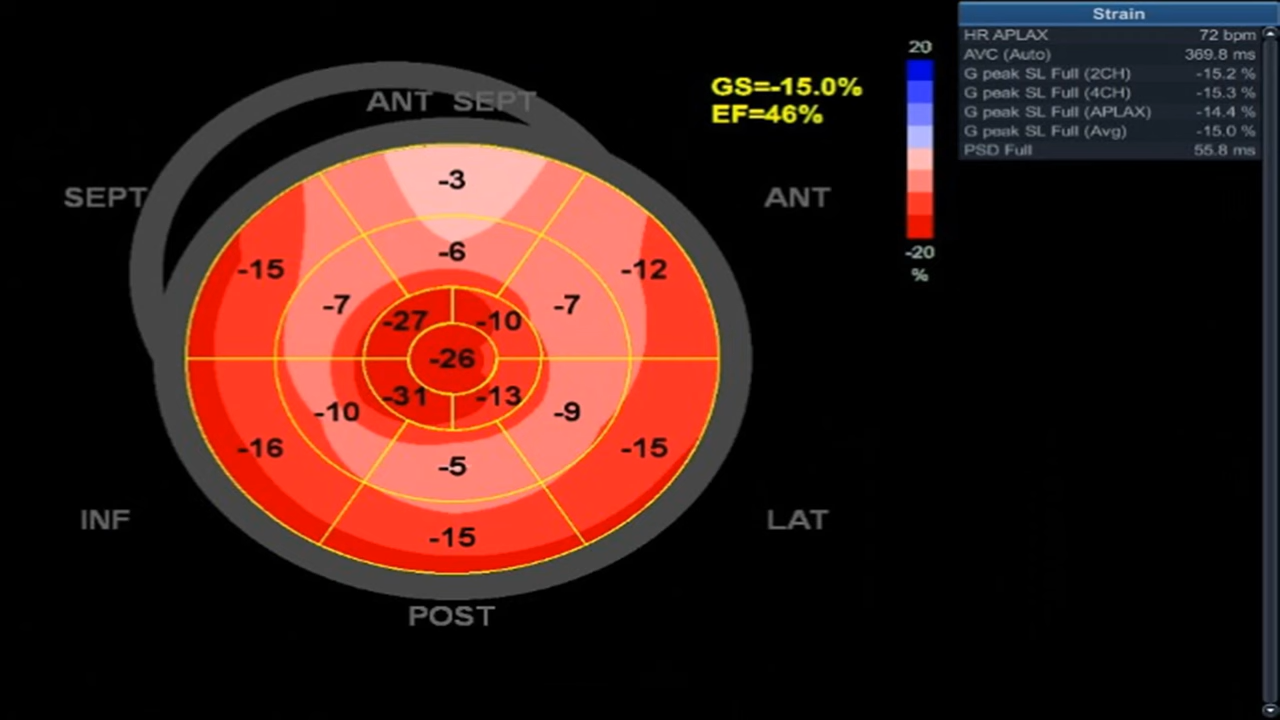 Strain
HR APLAX 72 bpm
AVC (Auto) 369.8 ms
G peak SL Full (2CH) -15.2 %
G peak SL Full (4CH) -15.3 %
G peak SL Full (APLAX) -14.4 %
G peak SL Full (Avg) -15.0 %
PSD Full 55.8 ms
20
-20
%
GS=-15.0%
EF=46%
ANT SEPT
SEPT
ANT
-3
-6
-15
-12
-7
-7
-27
-10
-26
-31
-13
-10
-9
-16
-15
-5
-15
INF
LAT
POST